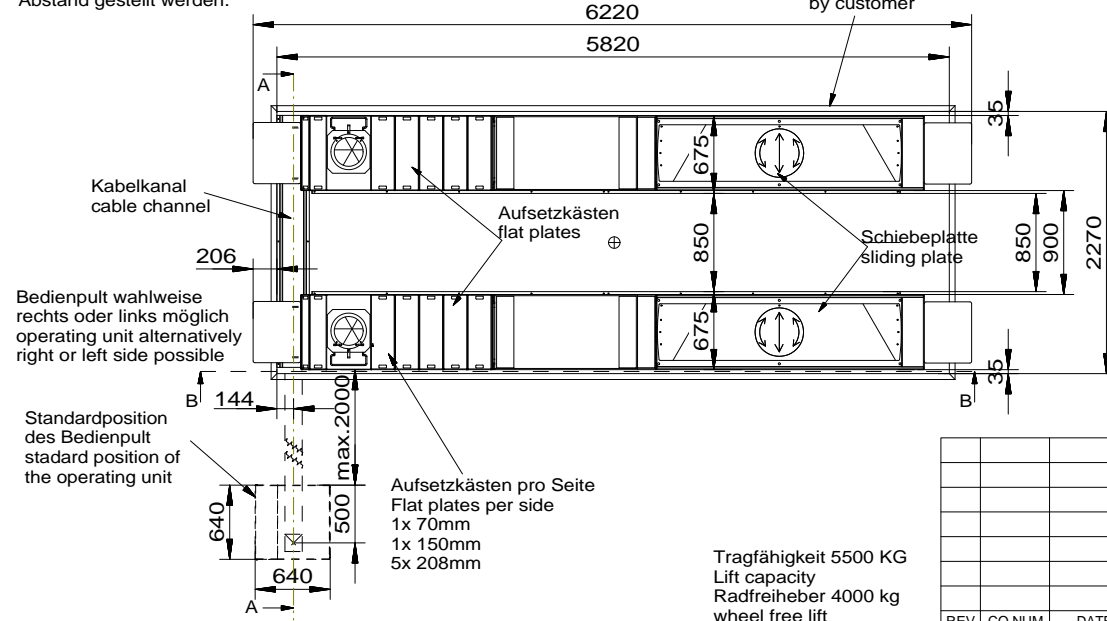 Abstand gestellt werden.
by customer
6220
5820
A
35
675
Kabelkanal
cable channel
Aufsetzkästen
flat plates
850
Schiebeplatte
sliding plate
850
900
2270
206
Bedienpult wahlweise
rechts oder links möglich
operating unit alternatively
right or left side possible
675
35
B
144
max.2000
B
Standardposition
des Bedienpult
stadard position of
the operating unit
640
500
640
Aufsetzkästen pro Seite
Flat plates per side
1x 70mm
1x 150mm
5x 208mm
A
Tragfähigkeit 5500 KG
Lift capacity
Radfreiheber 4000 kg
wheel free lift
REV CO NUM DATE